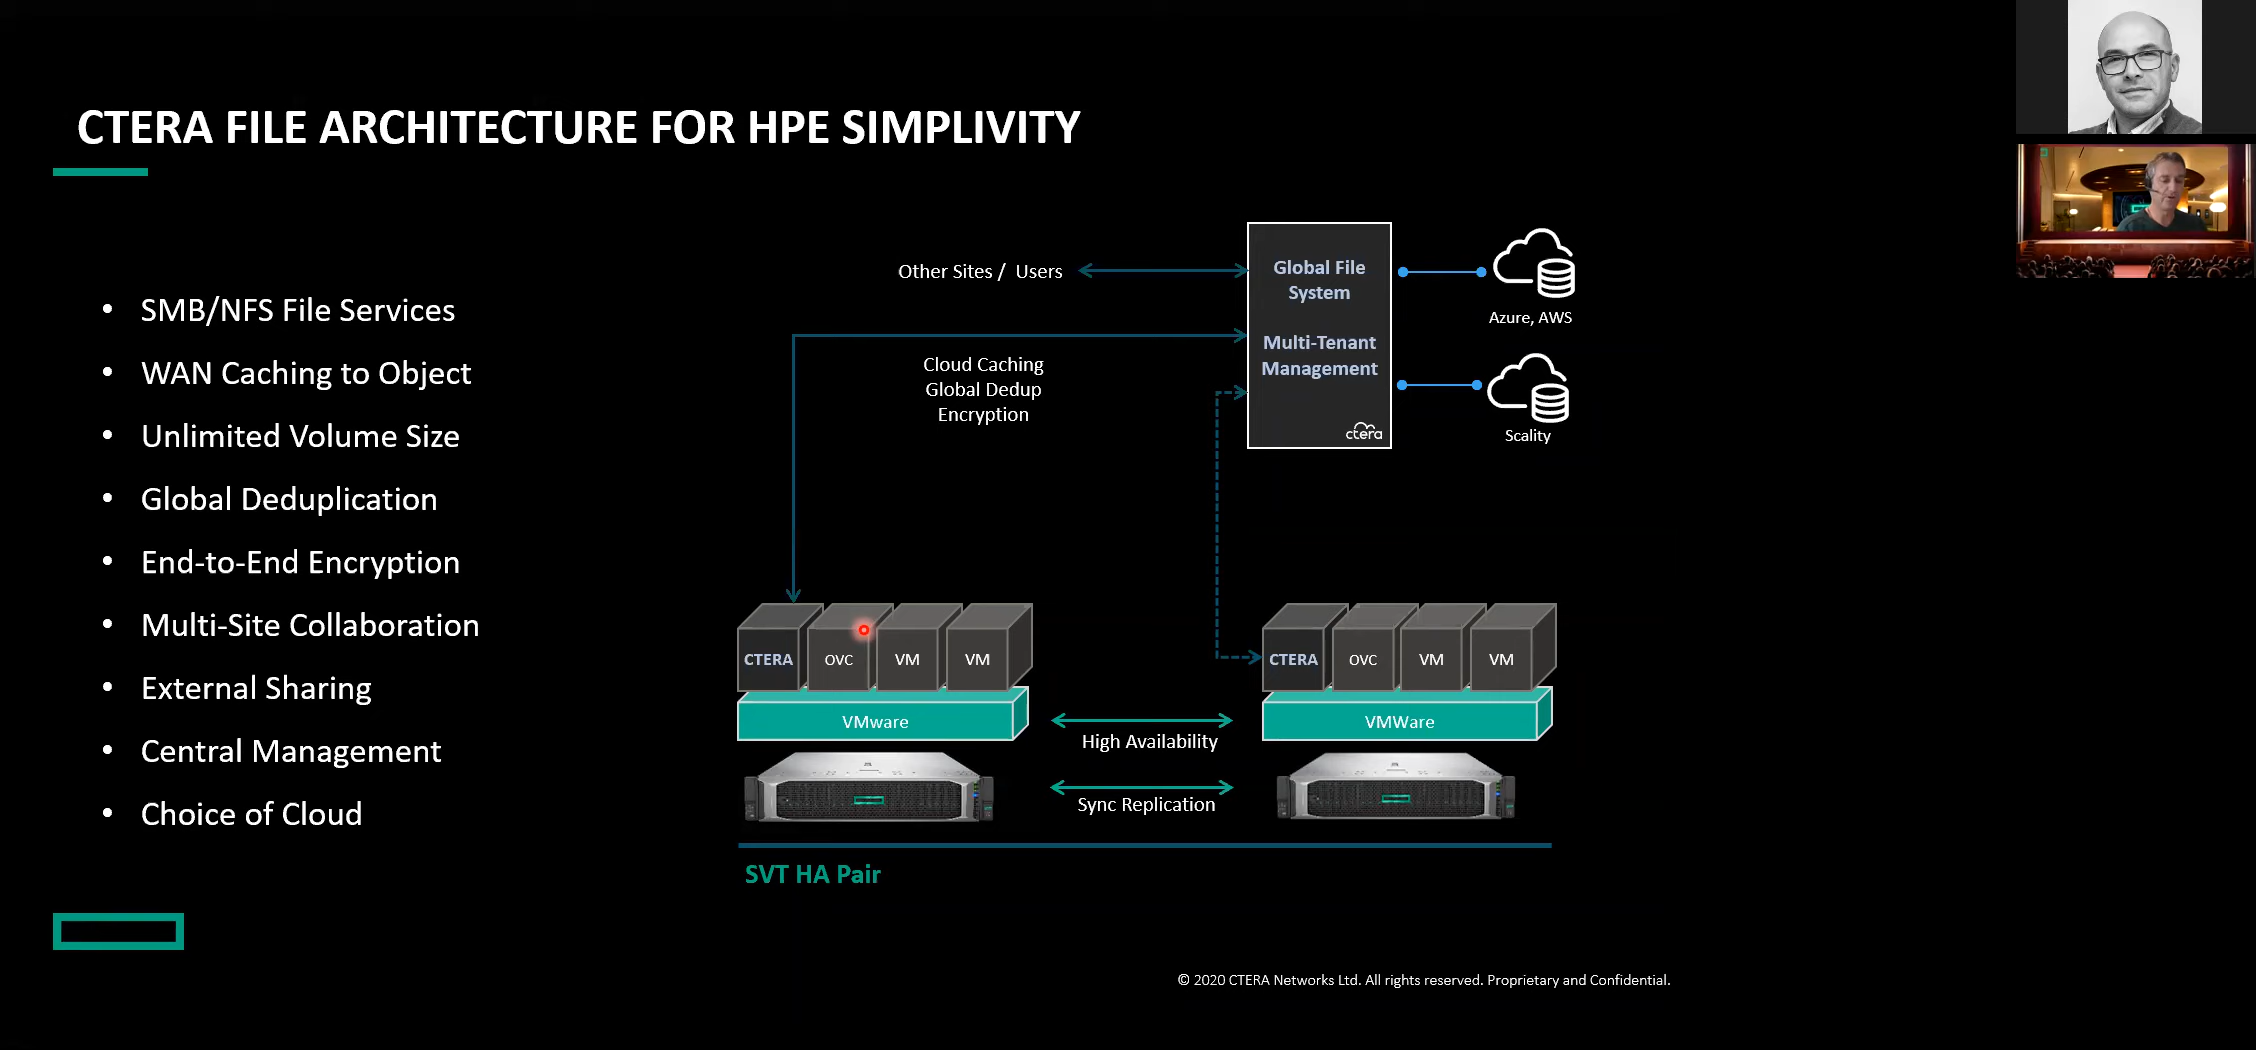 CTERA FILE ARCHITECTURE FOR HPE SIMPLIVITY
• SMB/NFS File Services
• WAN Caching to Object
• Unlimited Volume Size
• Global Deduplication
• End-to-End Encryption
• Multi-Site Collaboration
• External Sharing
• Central Management
• Choice of Cloud
Other Sites / Users
Cloud Caching
Global Dedup
Encryption
Global File
System
Multi-Tenant
Management
ctera
Azure, AWS
Scality
CTERA
OVC
VM
VM
VMware
CTERA
OVC
VM
VM
VMWare
High Availability
Sync Replication
SVT HA Pair
© 2020 CTERA Networks Ltd. All rights reserved. Proprietary and Confidential.